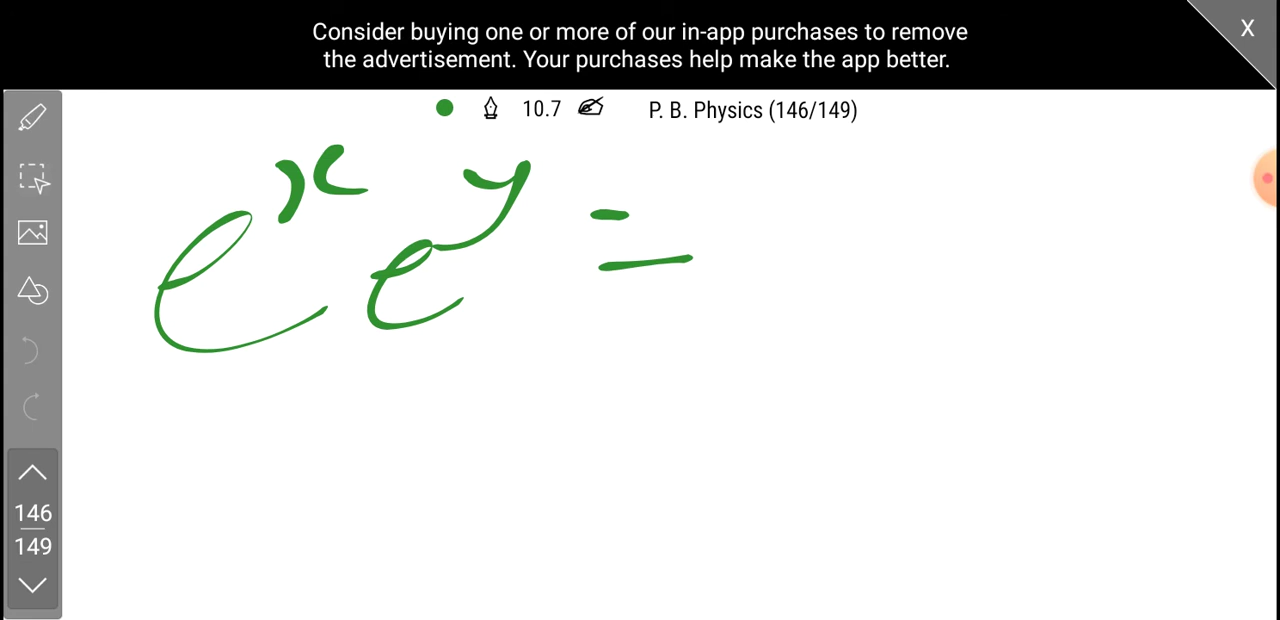 Consider buying one or more of our in-app purchases to remove
the advertisement. Your purchases help make the app better.
X
10.7 P. B. Physics (146/149)
e^x e^y =
146
149